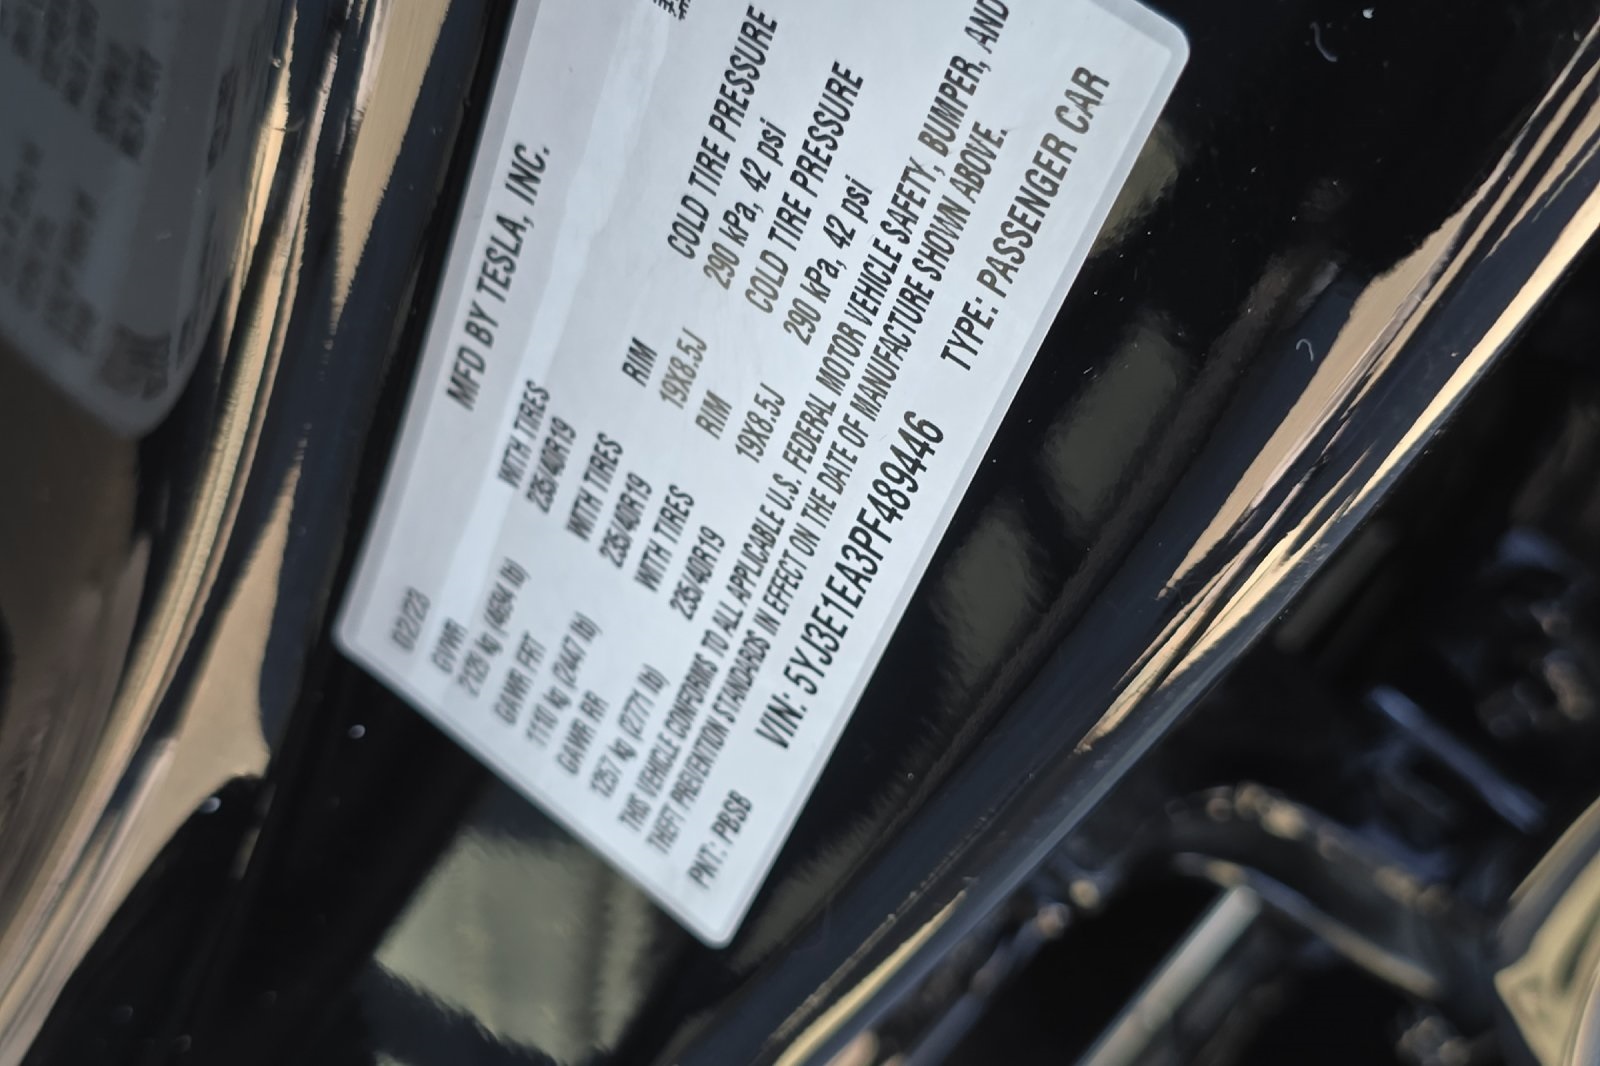 MFD BY TESLA, INC.
02/23
GVWR
2129 kg (4694 lb)
WITH TIRES
235/40R19
RIM
19X8.5J
COLD TIRE PRESSURE
290 kPa, 42 psi
GAWR FRT
1110 kg (2447 lb)
WITH TIRES
235/40R19
RIM
19X8.5J
COLD TIRE PRESSURE
290 kPa, 42 psi
GAWR RR
1257 kg (2771 lb)
WITH TIRES
235/40R19
THIS VEHICLE CONFORMS TO ALL APPLICABLE U.S. FEDERAL MOTOR VEHICLE SAFETY, BUMPER, AND
THEFT PREVENTION STANDARDS IN EFFECT ON THE DATE OF MANUFACTURE SHOWN ABOVE.
PKT: PBSB VIN: 5YJ3E1EA3PF489446 TYPE: PASSENGER CAR